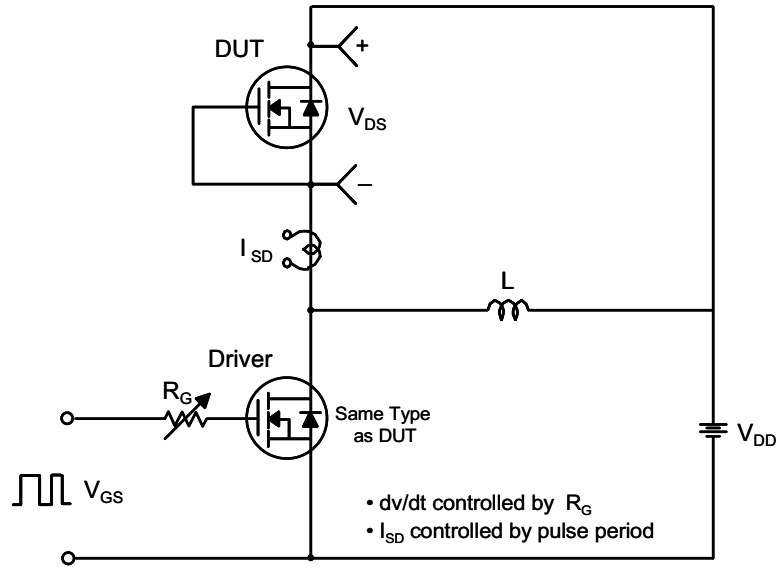 DUT
+
V_DS
–
I_SD
L
Driver
R_G
Same Type
as DUT
V_DD
V_GS
• dv/dt controlled by R_G
• I_SD controlled by pulse period